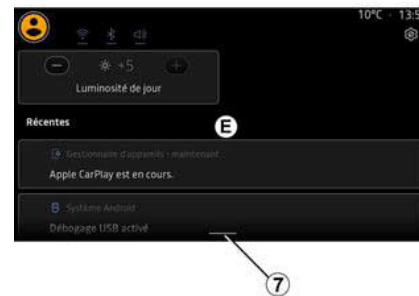 10°C · 13:5
− ☀ +5 +
Luminosité de jour
Récentes
E
Gestionnaire d'appareils · maintenant
Apple CarPlay est en cours.
Système Android
Débogage USB activé
7